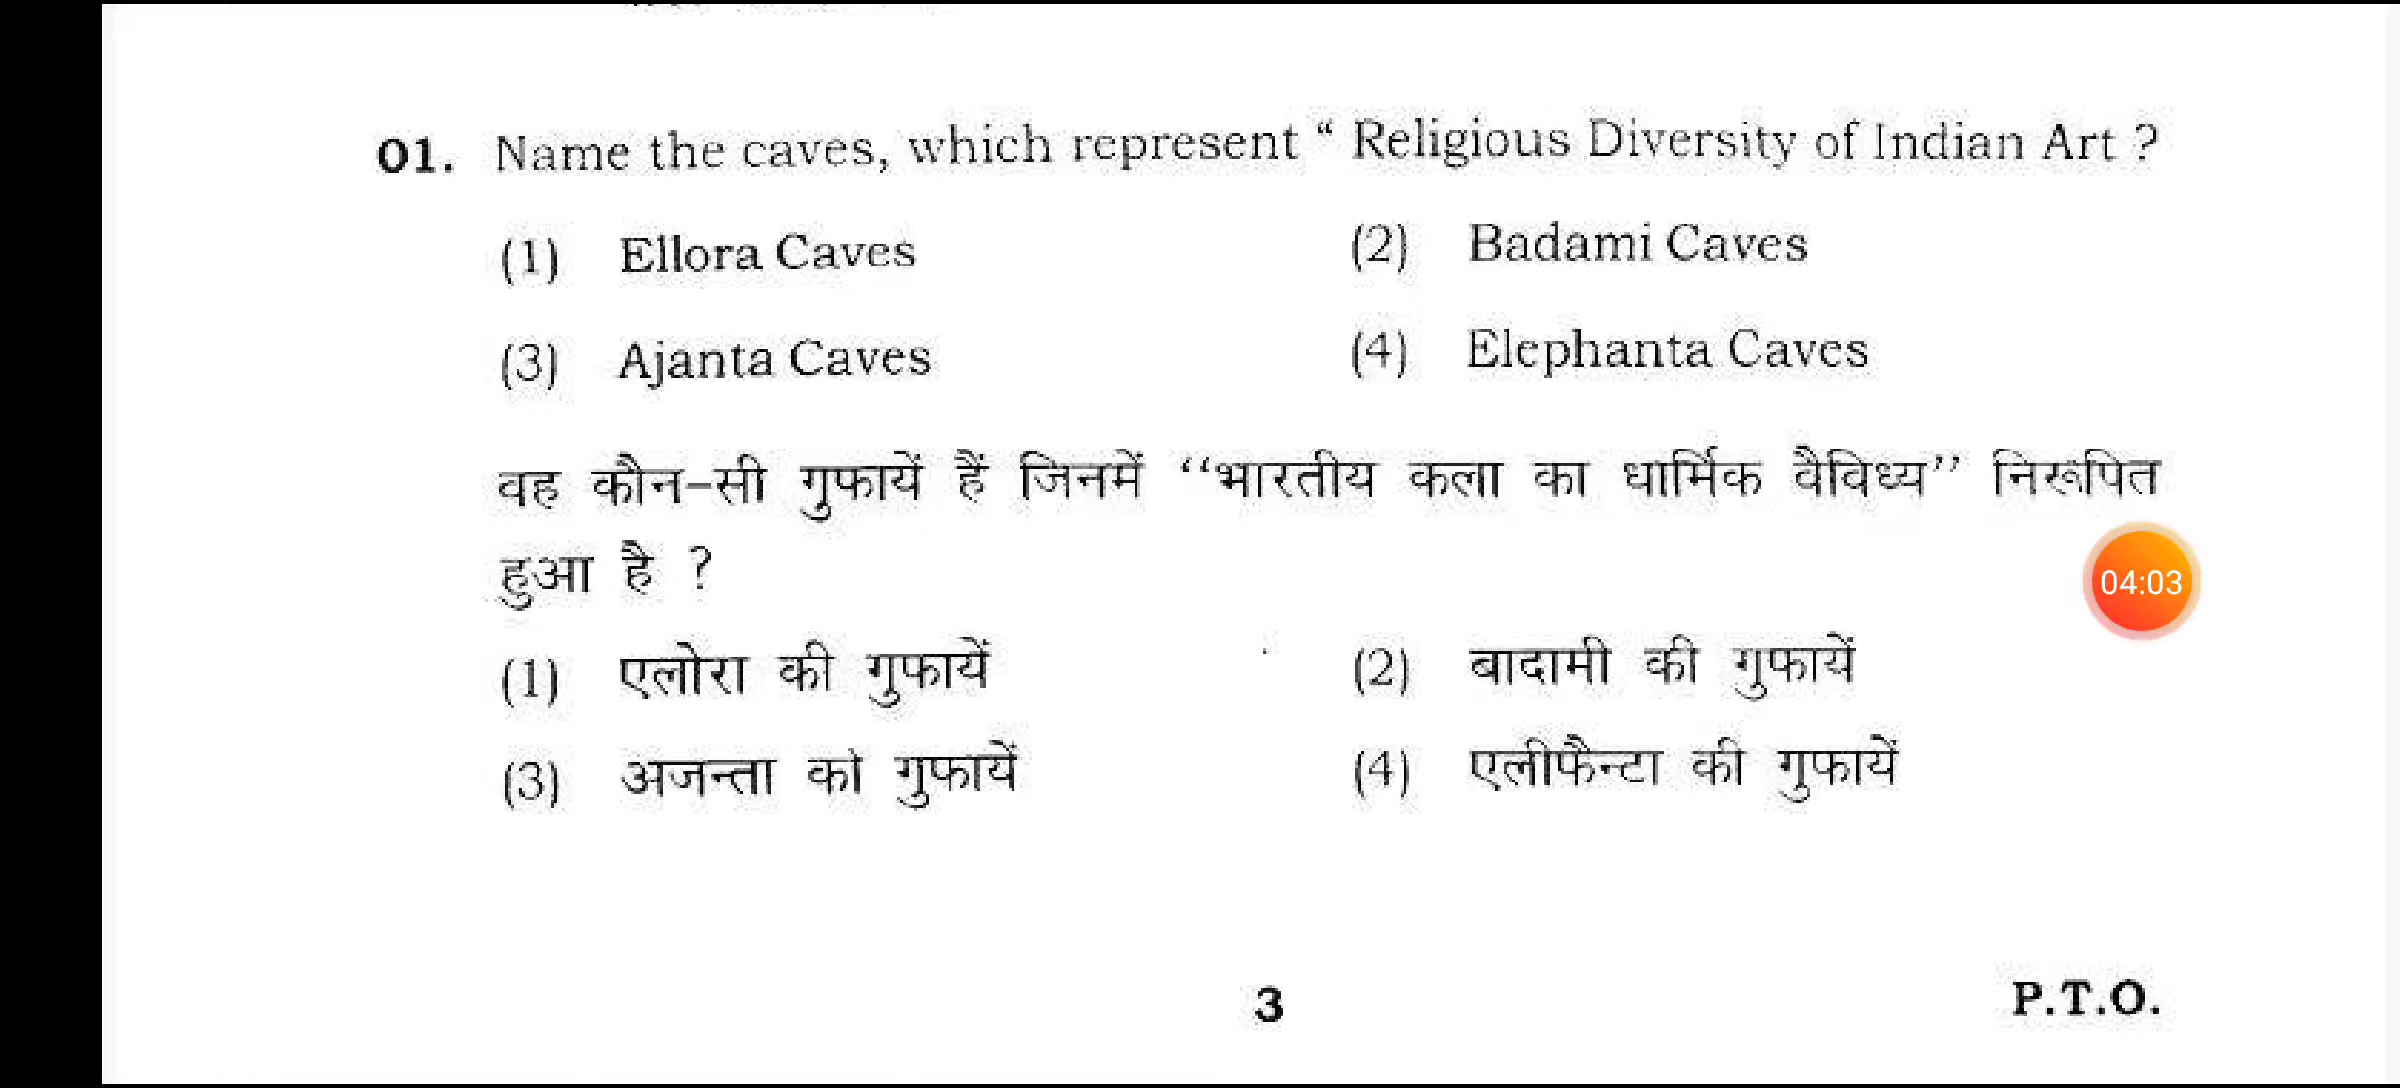 01. Name the caves, which represent “ Religious Diversity of Indian Art ?
(1) Ellora Caves (2) Badami Caves
(3) Ajanta Caves (4) Elephanta Caves
वह कौन-सी गुफायें हैं जिनमें ‘‘भारतीय कला का धार्मिक वैविध्य’’ निरूपित
हुआ है ?
04:03
(1) एलोरा की गुफायें (2) बादामी की गुफायें
(3) अजन्ता की गुफायें (4) एलीफैन्टा की गुफायें
3 P.T.O.